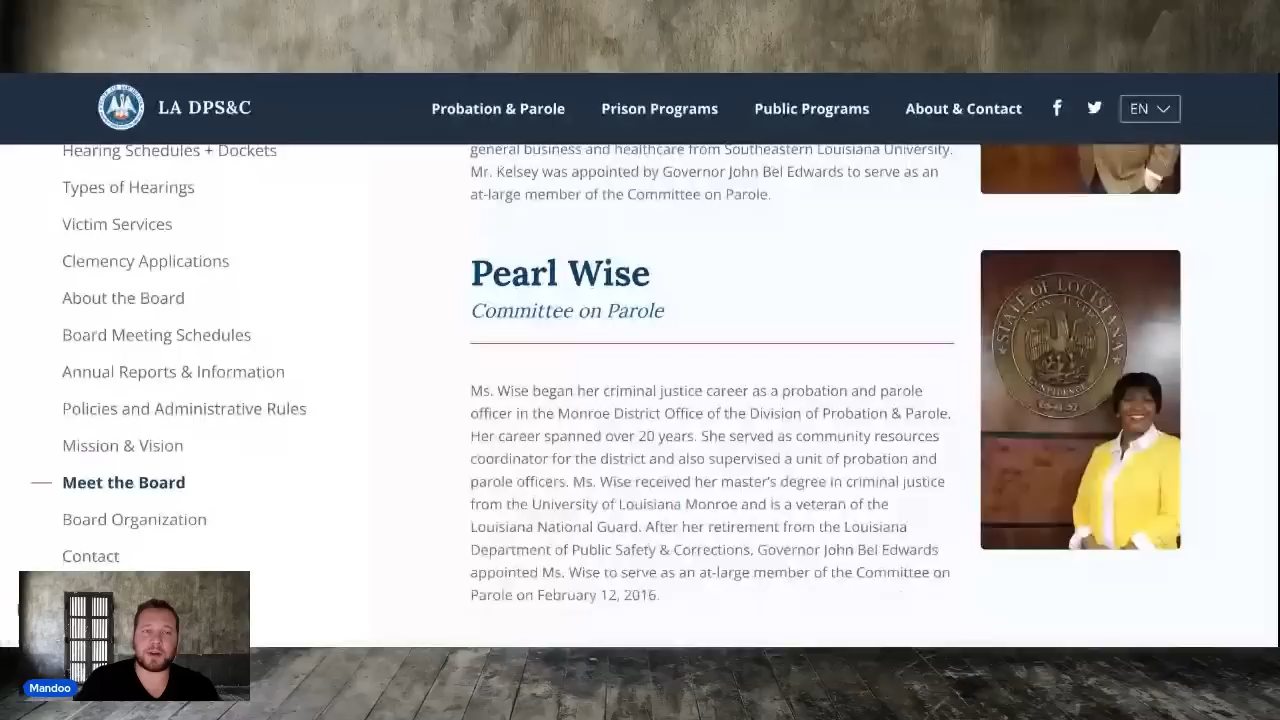 LA DPS&C
Probation & Parole
Prison Programs
Public Programs
About & Contact
EN
Hearing Schedules + Dockets
Types of Hearings
Victim Services
Clemency Applications
About the Board
Board Meeting Schedules
Annual Reports & Information
Policies and Administrative Rules
Mission & Vision
Meet the Board
Board Organization
Contact
general business and healthcare from Southeastern Louisiana University.
Mr. Kelsey was appointed by Governor John Bel Edwards to serve as an
at-large member of the Committee on Parole.
Pearl Wise
Committee on Parole
Ms. Wise began her criminal justice career as a probation and parole
officer in the Monroe District Office of the Division of Probation & Parole.
Her career spanned over 20 years. She served as community resources
coordinator for the district and also supervised a unit of probation and
parole officers. Ms. Wise received her master's degree in criminal justice
from the University of Louisiana Monroe and is a veteran of the
Louisiana National Guard. After her retirement from the Louisiana
Department of Public Safety & Corrections, Governor John Bel Edwards
appointed Ms. Wise to serve as an at-large member of the Committee on
Parole on February 12, 2016.
STATE OF LOUISIANA
Mandoo